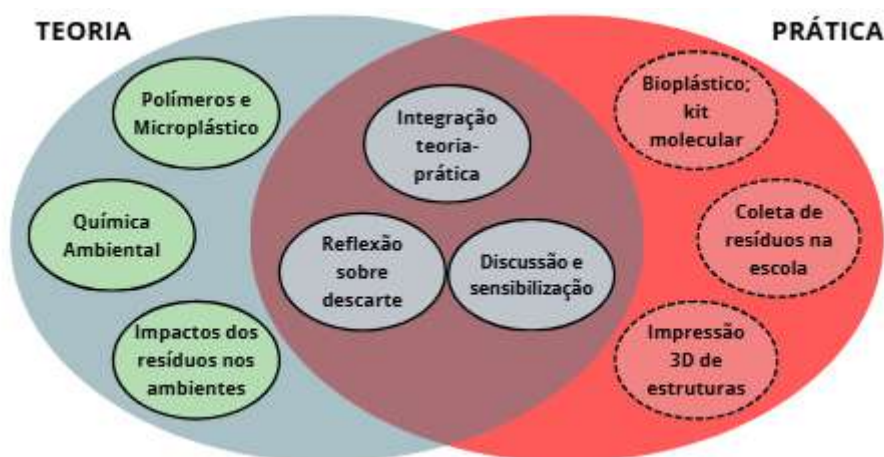 TEORIA
PRÁTICA
Polímeros e
Microplástico
Química
Ambiental
Impactos dos
resíduos nos
ambientes
Integração
teoria-
prática
Reflexão
sobre
descarte
Discussão e
sensibilização
Bioplástico;
kit
molecular
Coleta de
resíduos na
escola
Impressão
3D de
estruturas